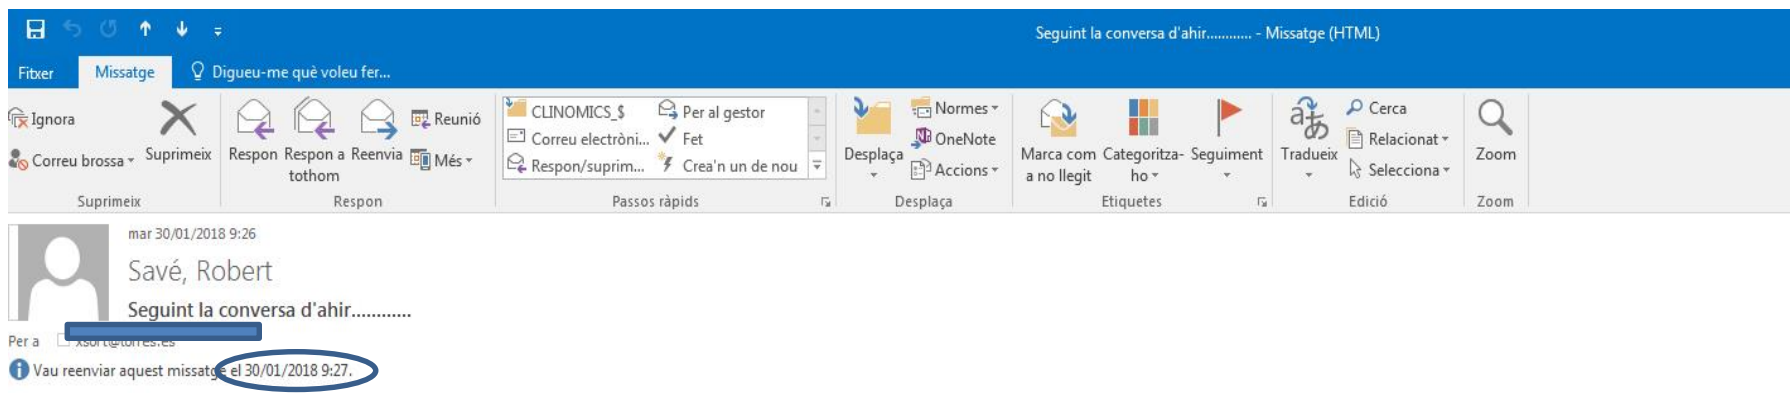 Seguint la conversa d'ahir............ - Missatge (HTML)
Fitxer Missatge Digueu-me què voleu fer...
Ignora
Correu brossa
Suprimeix
Suprimeix
Respon
Respon a tothom
Reenvia
Reunió
Més
Respon
CLINOMICS_$
Correu electròni...
Respon/suprim...
Per al gestor
Fet
Crea'n un de nou
Passos ràpids
Desplaça
Normes
OneNote
Accions
Desplaça
Marca com
a no llegit
Categoritza-
ho
Seguiment
Etiquetes
Tradueix
Cerca
Relacionat
Selecciona
Edició
Zoom
Zoom
mar 30/01/2018 9:26
Savé, Robert
Seguint la conversa d'ahir............
Per a
Vau reenviar aquest missatge el 30/01/2018 9:27.